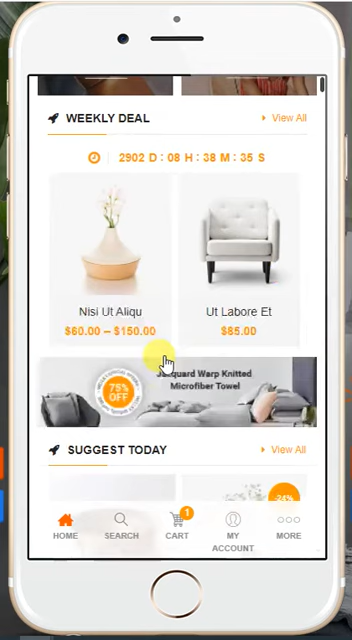 WEEKLY DEAL
View All
2902 D : 08 H : 38 M : 35 S
Nisi Ut Aliqu
Ut Labore Et
$60.00 – $150.00
$85.00
Jacquard Warp Knitted
Microfiber Towel
75%
OFF
SUGGEST TODAY
View All
-24%
1
HOME
SEARCH
CART
MY
ACCOUNT
MORE